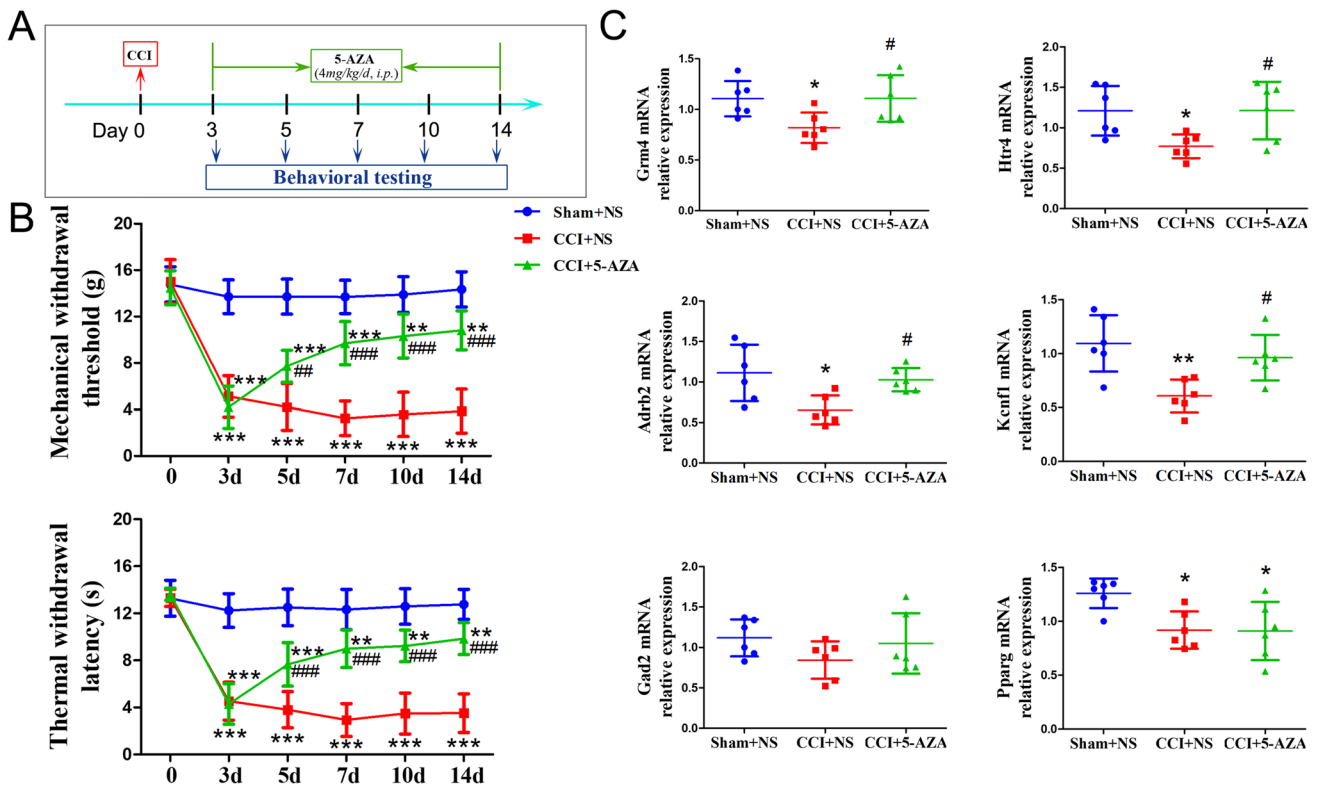 A
CCI
5-AZA
(4mg/kg/d, i.p.)
Day 0 3 5 7 10 14
Behavioral testing
B
Sham+NS
CCI+NS
CCI+5-AZA
Mechanical withdrawal
threshold (g)
20
16
12
8
4
0
***
***
***
##
***
***
###
***
**
###
***
**
###
***
0 3d 5d 7d 10d 14d
Thermal withdrawal
latency (s)
20
16
12
8
4
0
***
***
***
###
***
**
###
***
**
###
***
**
###
***
0 3d 5d 7d 10d 14d
C
Grm4 mRNA
relative expression
1.5
1.0
0.5
0.0
*
#
Sham+NS CCI+NS CCI+5-AZA
Htr4 mRNA
relative expression
2.0
1.5
1.0
0.5
0.0
*
#
Sham+NS CCI+NS CCI+5-AZA
Adrb2 mRNA
relative expression
2.0
1.5
1.0
0.5
0.0
*
#
Sham+NS CCI+NS CCI+5-AZA
Kcnf1 mRNA
relative expression
1.5
1.0
0.5
0.0
**
#
Sham+NS CCI+NS CCI+5-AZA
Gad2 mRNA
relative expression
2.0
1.5
1.0
0.5
0.0
Sham+NS CCI+NS CCI+5-AZA
Pparg mRNA
relative expression
1.5
1.0
0.5
0.0
*
*
Sham+NS CCI+NS CCI+5-AZA